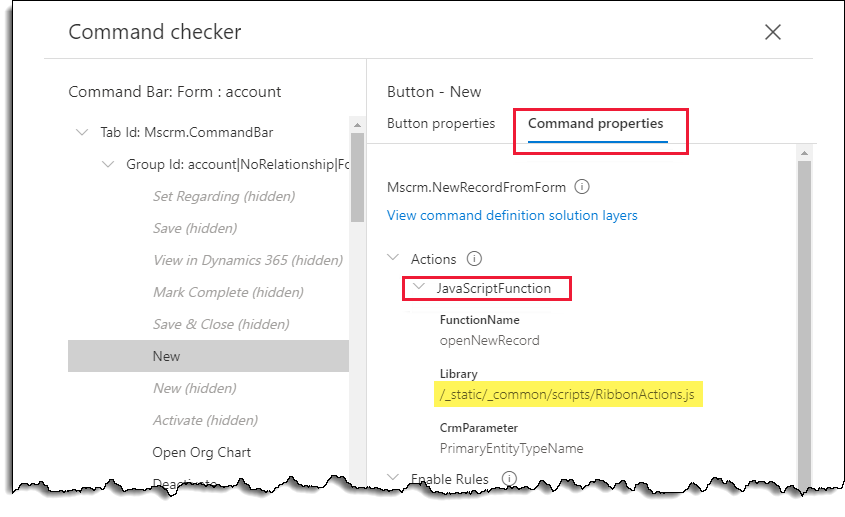 Command checker
Command Bar: Form : account
Tab Id: Mscrm.CommandBar
Group Id: account|NoRelationship|Fo
Set Regarding (hidden)
Save (hidden)
View in Dynamics 365 (hidden)
Mark Complete (hidden)
Save & Close (hidden)
New
New (hidden)
Activate (hidden)
Open Org Chart
Deactivate
Button - New
Button properties
Command properties
Mscrm.NewRecordFromForm
View command definition solution layers
Actions
JavaScriptFunction
FunctionName
openNewRecord
Library
/_static/_common/scripts/RibbonActions.js
CrmParameter
PrimaryEntityTypeName
Enable Rules